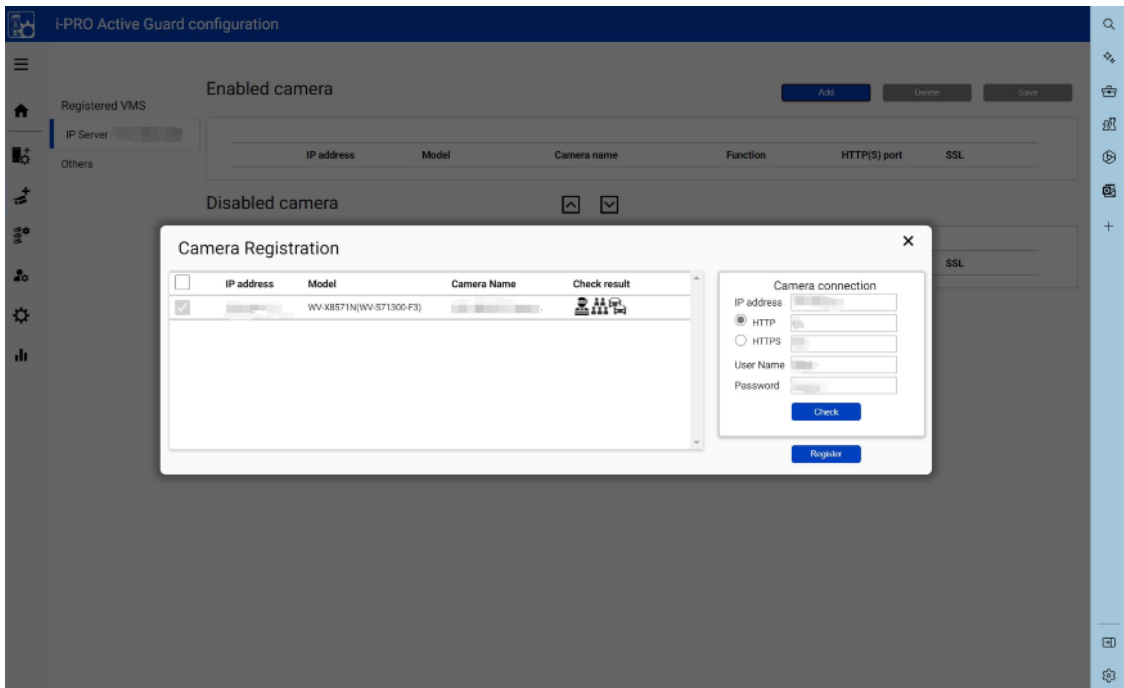 i-PRO Active Guard configuration
Enabled camera
Add
Delete
Save
Registered VMS
IP Server
Others
IP address Model Camera name Function HTTP(S) port SSL
Disabled camera
SSL
Camera Registration
IP address Model Camera Name Check result
WV-X8571N(WV-S71300-F3)
Camera connection
IP address
HTTP
HTTPS
User Name
Password
Check
Register